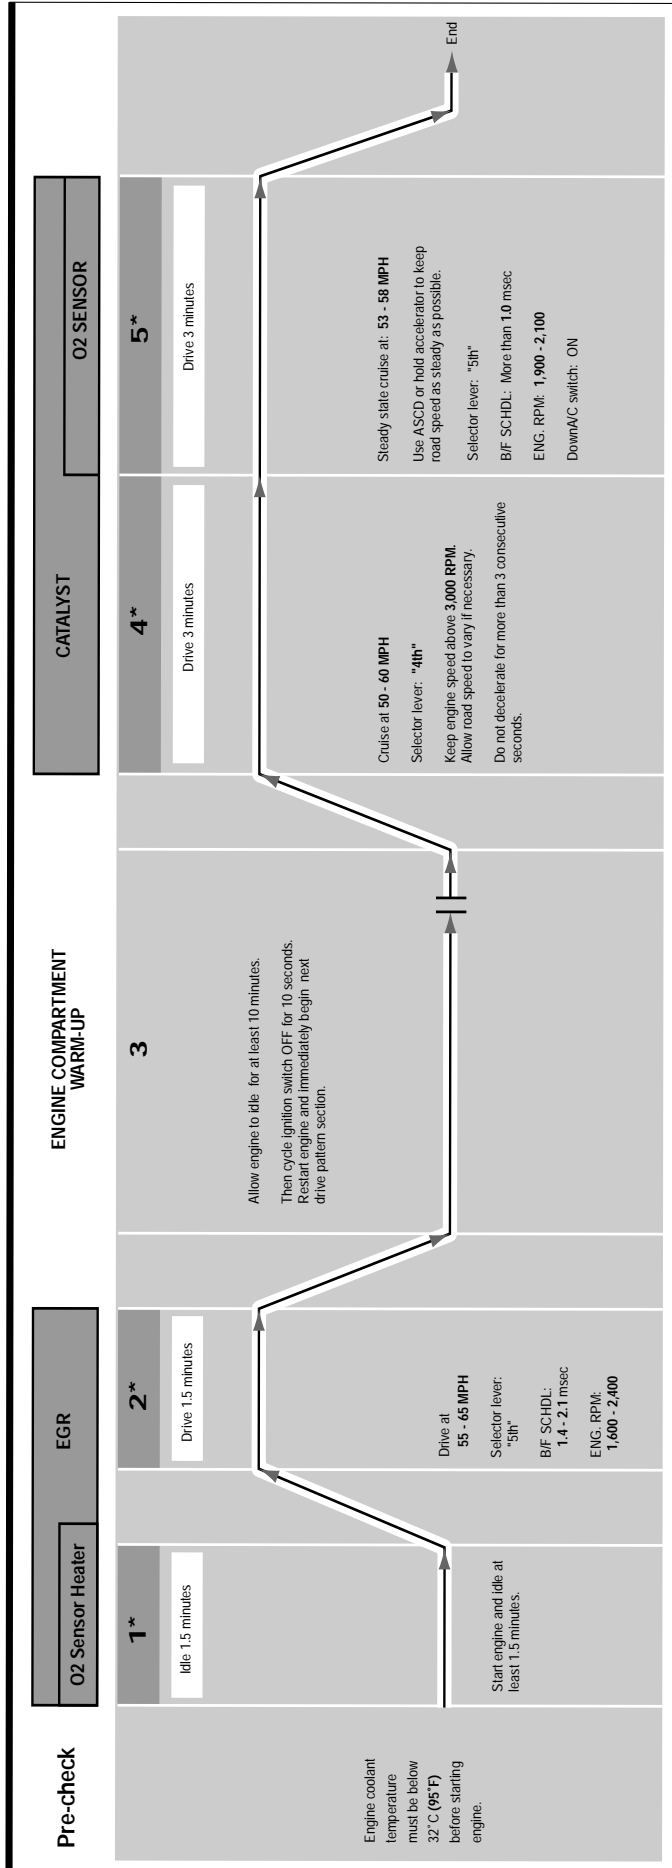 Pre-check
Engine coolant
temperature
must be below
32˚C (95˚F)
before starting
engine.
EGR
O2 Sensor Heater
1*
Idle 1.5 minutes
Start engine and idle at
least 1.5 minutes.
2*
Drive 1.5 minutes
Drive at
55 - 65 MPH
Selector lever:
"5th"
B/F SCHDL:
1.4 - 2.1 msec
ENG. RPM:
1,600 - 2,400
ENGINE COMPARTMENT
WARM-UP
3
Allow engine to idle for at least 10 minutes.
Then cycle ignition switch OFF for 10 seconds.
Restart engine and immediately begin next
drive pattern section.
CATALYST
4*
Drive 3 minutes
Cruise at 50 - 60 MPH
Selector lever: "4th"
Keep engine speed above 3,000 RPM.
Allow road speed to vary if necessary.
Do not decelerate for more than 3 consecutive
seconds.
O2 SENSOR
5*
Drive 3 minutes
Steady state cruise at: 53 - 58 MPH
Use ASCD or hold accelerator to keep
road speed as steady as possible.
Selector lever: "5th"
B/F SCHDL: More than 1.0 msec
ENG. RPM: 1,900 - 2,100
DownA/C switch: ON
End